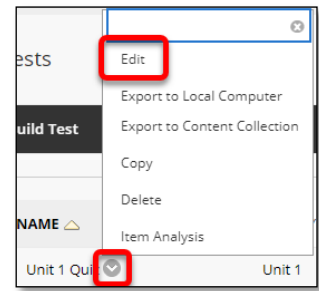 ests
Edit
Export to Local Computer
uild Test
Export to Content Collection
Copy
Delete
NAME
Item Analysis
Unit 1 Qui
Unit 1